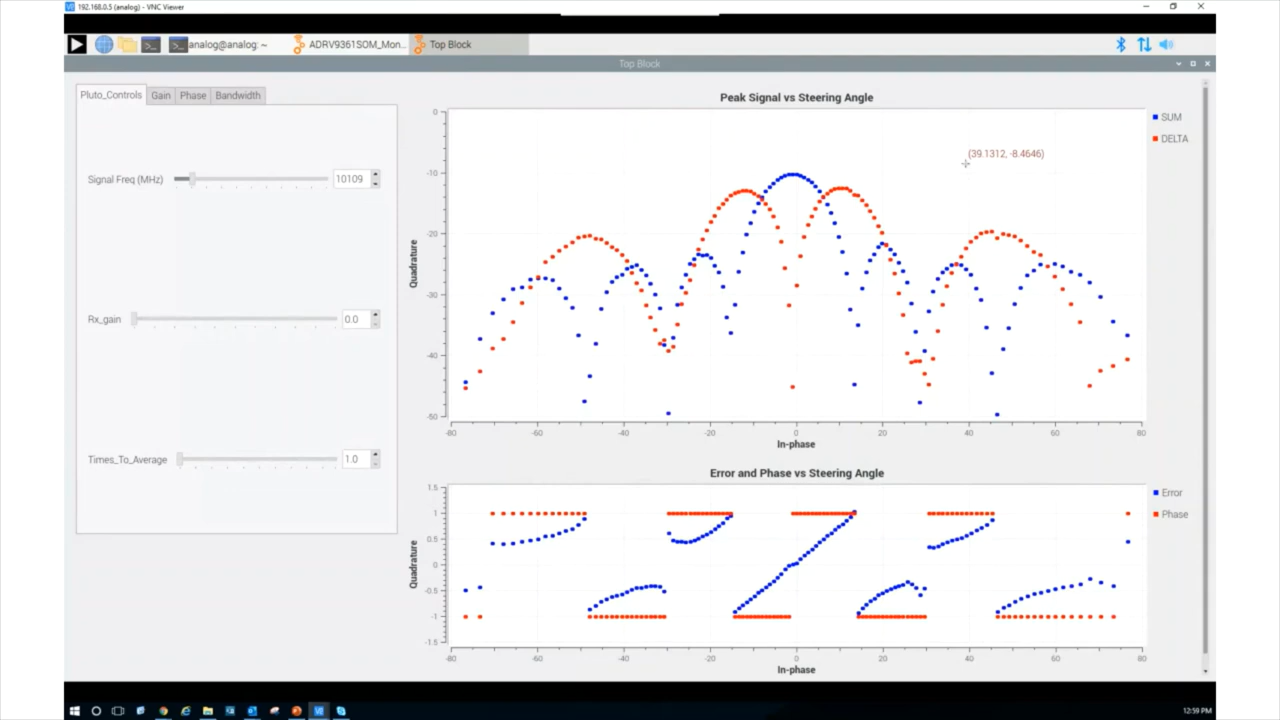 192.168.0.5 (analog) - VNC Viewer
analog@analog: ~
ADRV9361SOM_Mon...
Top Block
Top Block
Pluto_Controls Gain Phase Bandwidth
Signal Freq (MHz) 10109
Rx_gain 0.0
Times_To_Average 1.0
Peak Signal vs Steering Angle
SUM
DELTA
(39.1312, -8.4646)
Quadrature
0
-10
-20
-30
-40
-50
-80 -60 -40 -20 0 20 40 60 80
In-phase
Error and Phase vs Steering Angle
Error
Phase
Quadrature
1.5
1
0.5
0
-0.5
-1
-1.5
-80 -60 -40 -20 0 20 40 60 80
In-phase
12:59 PM